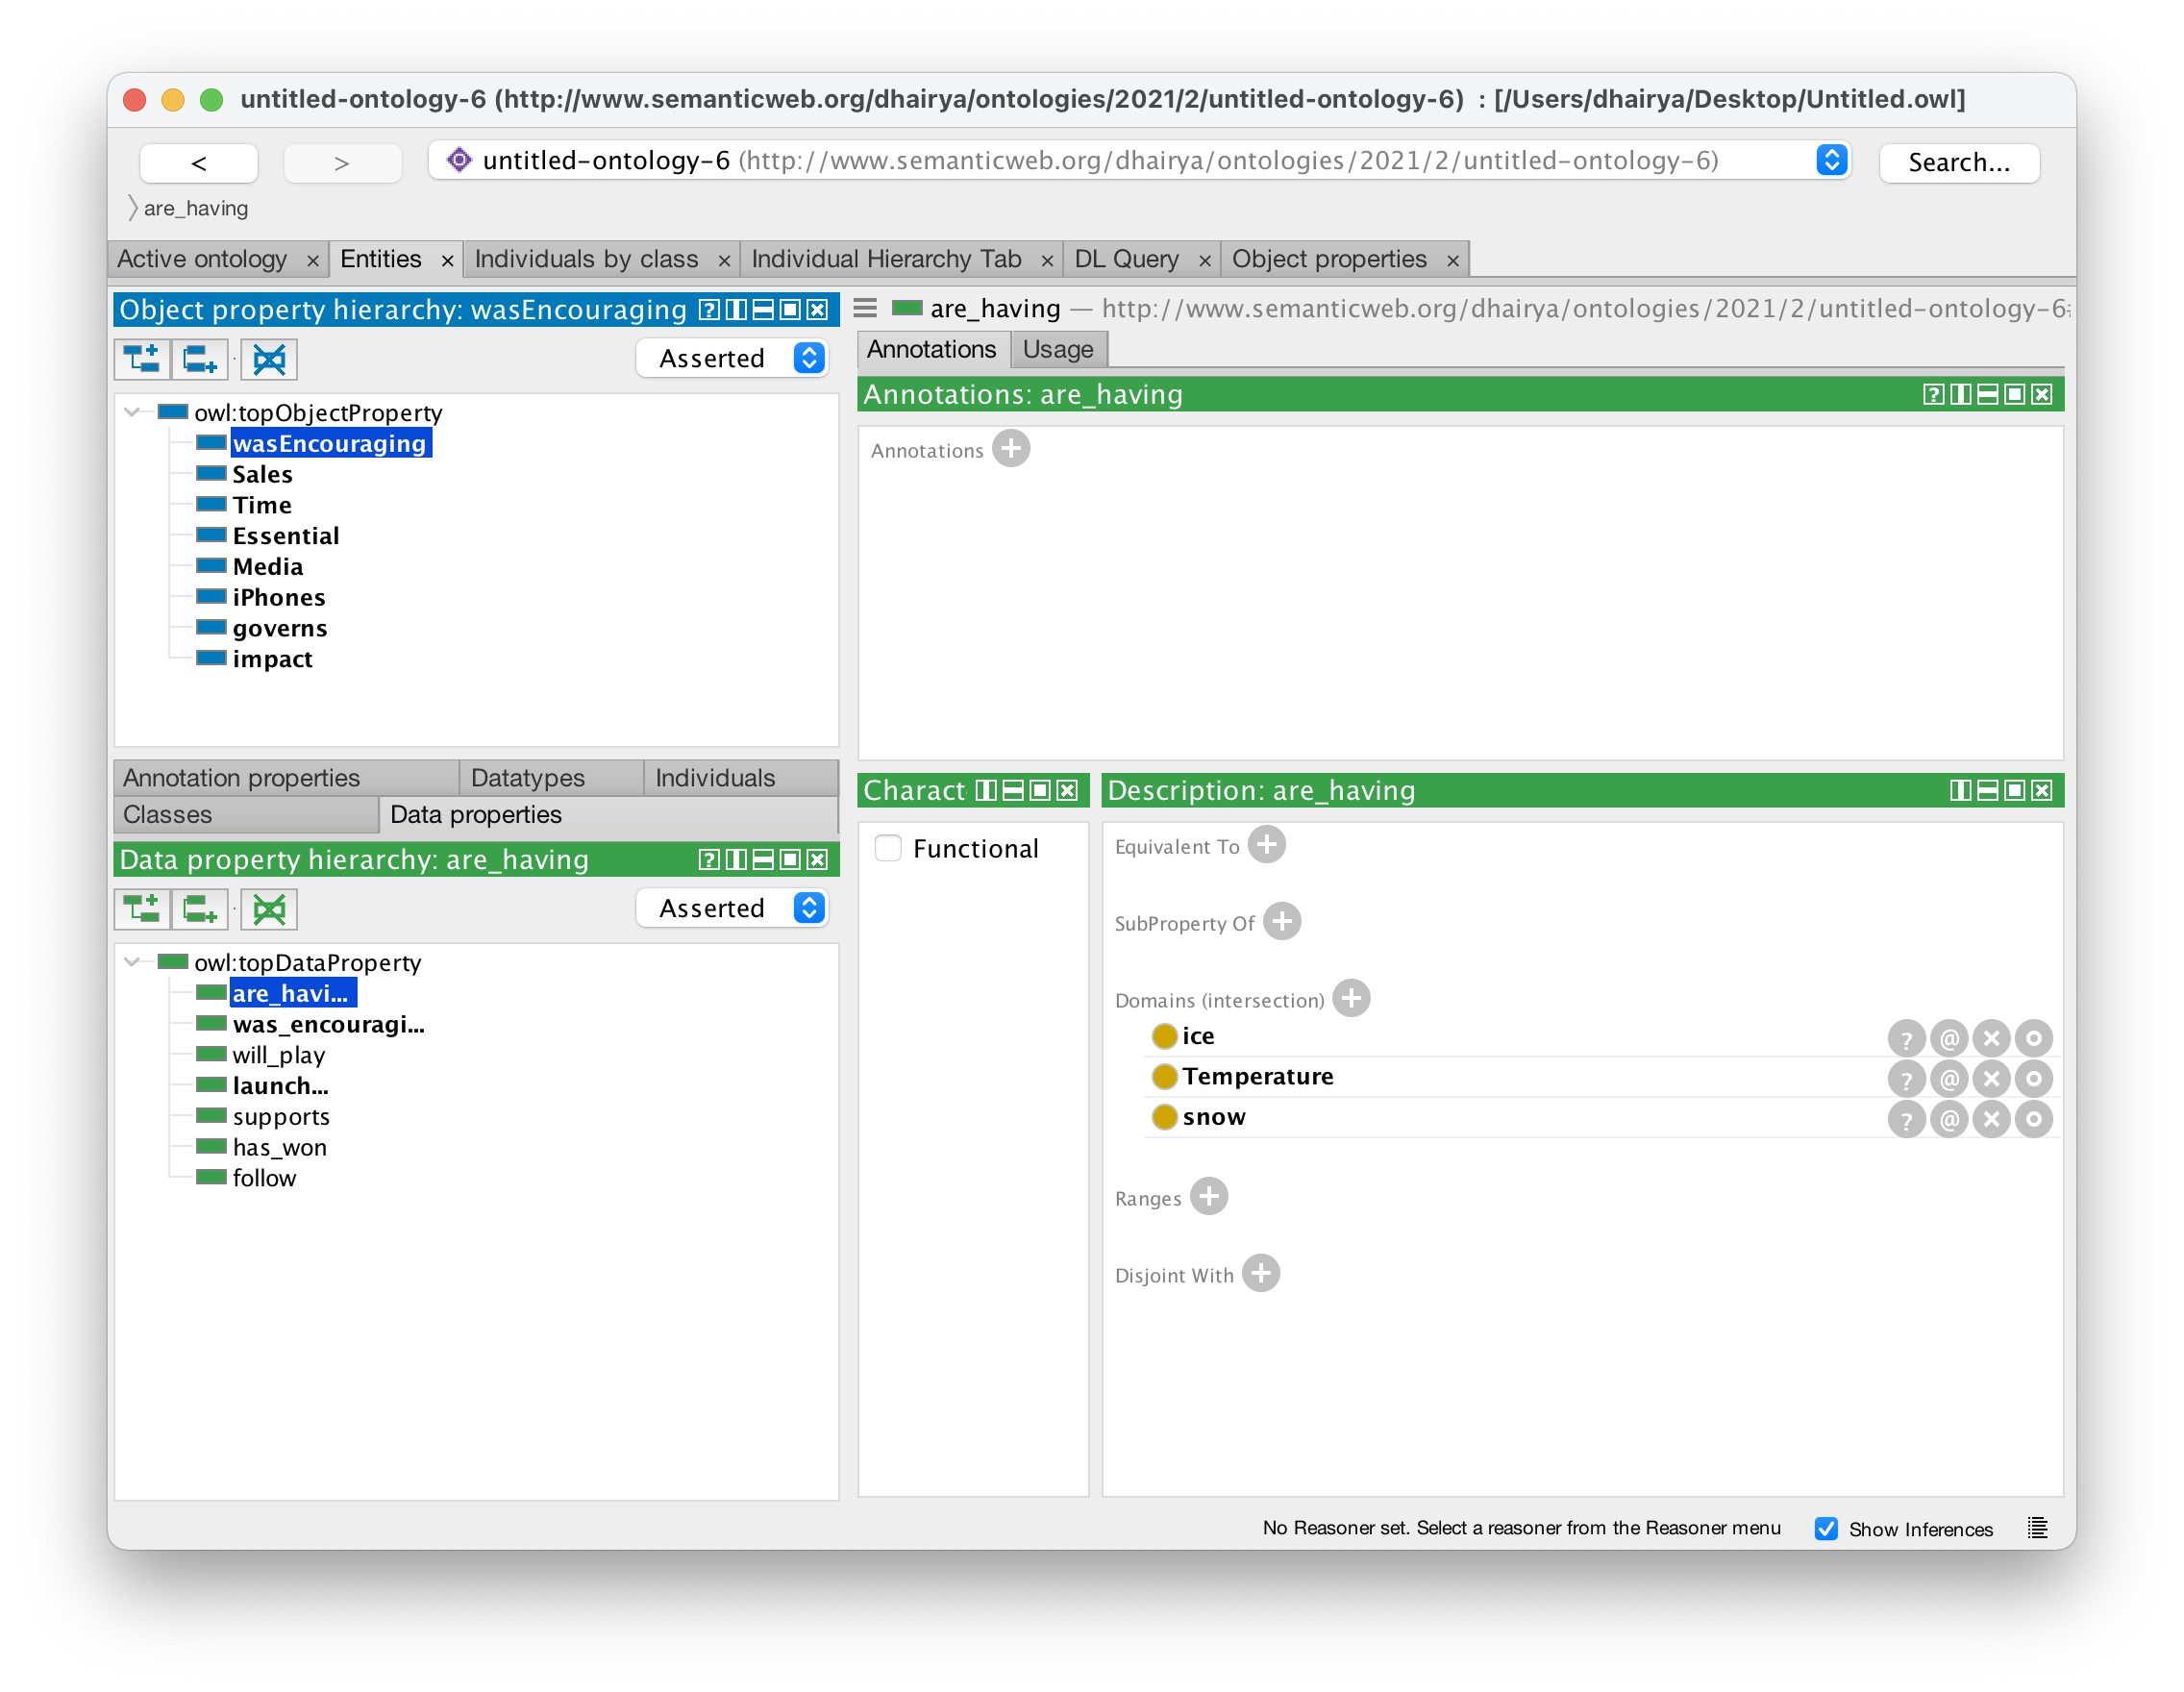 untitled-ontology-6 (http://www.semanticweb.org/dhairya/ontologies/2021/2/untitled-ontology-6) : [/Users/dhairya/Desktop/Untitled.owl]
< > untitled-ontology-6 (http://www.semanticweb.org/dhairya/ontologies/2021/2/untitled-ontology-6) Search...
are_having
Active ontology × Entities × Individuals by class × Individual Hierarchy Tab × DL Query × Object properties ×
Object property hierarchy: wasEncouraging
Asserted
owl:topObjectProperty
wasEncouraging
Sales
Time
Essential
Media
iPhones
governs
impact
Annotation properties Datatypes Individuals
Classes Data properties
Data property hierarchy: are_having
Asserted
owl:topDataProperty
are_havi...
was_encouragi...
will_play
launch...
supports
has_won
follow
are_having — http://www.semanticweb.org/dhairya/ontologies/2021/2/untitled-ontology-6#
Annotations Usage
Annotations: are_having
Annotations
Charact
Functional
Description: are_having
Equivalent To
SubProperty Of
Domains (intersection)
ice
Temperature
snow
Ranges
Disjoint With
No Reasoner set. Select a reasoner from the Reasoner menu Show Inferences